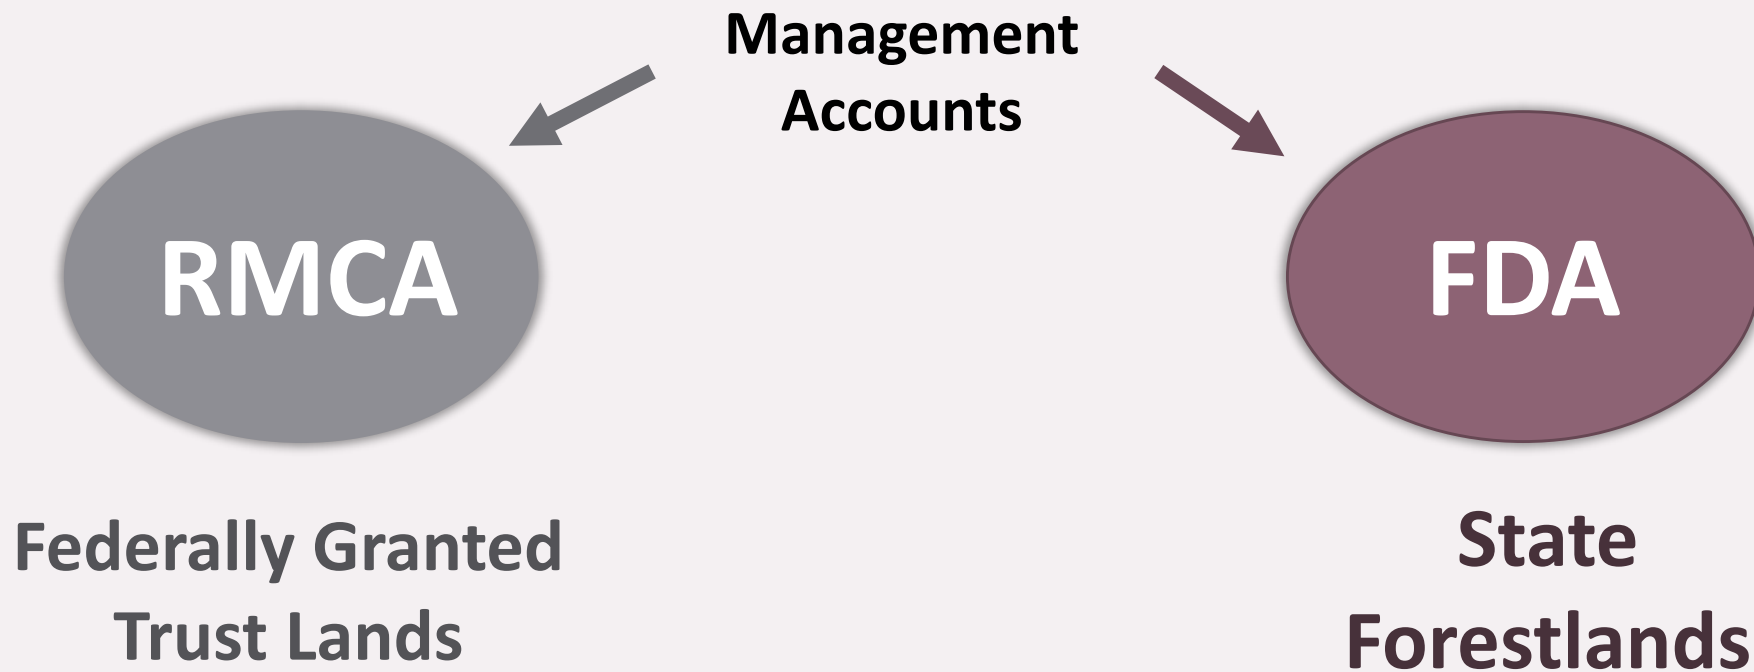 Management
Accounts
RMCA
FDA
Federally Granted
Trust Lands
State
Forestlands